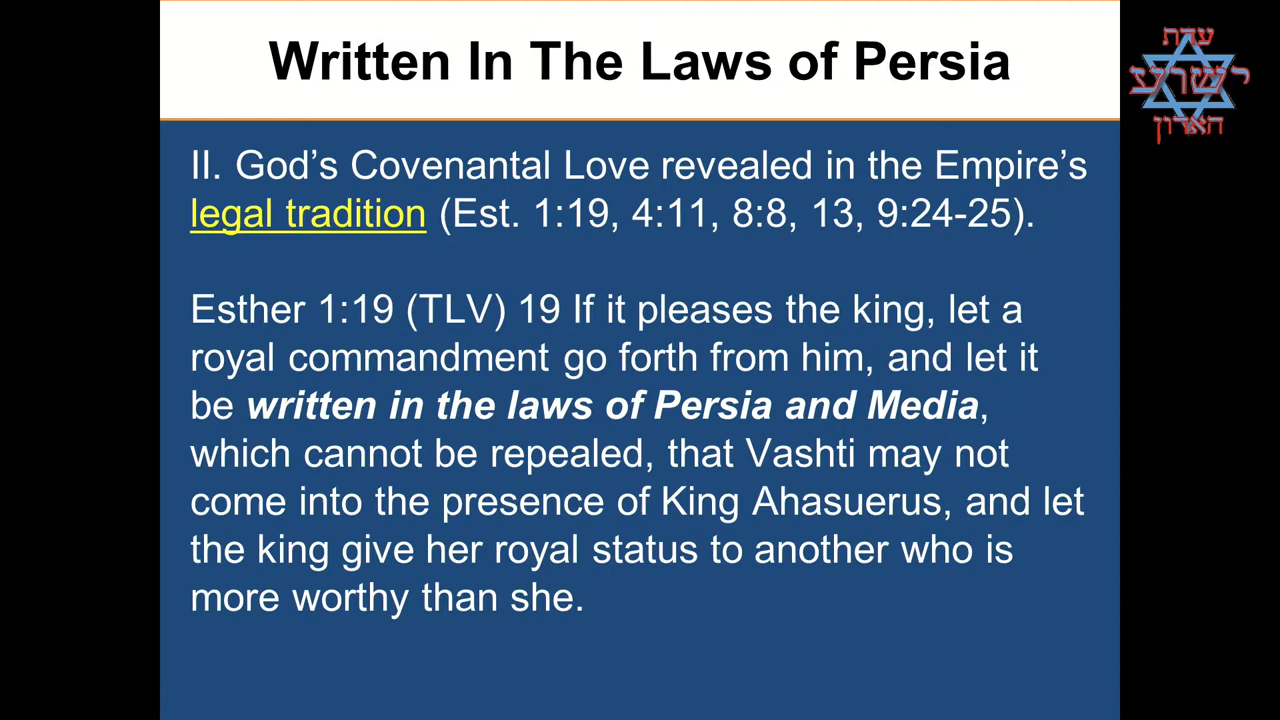 Written In The Laws of Persia
עדת
ישוע
האדון
II. God’s Covenantal Love revealed in the Empire’s
legal tradition (Est. 1:19, 4:11, 8:8, 13, 9:24-25).
Esther 1:19 (TLV) 19 If it pleases the king, let a
royal commandment go forth from him, and let it
be written in the laws of Persia and Media,
which cannot be repealed, that Vashti may not
come into the presence of King Ahasuerus, and let
the king give her royal status to another who is
more worthy than she.